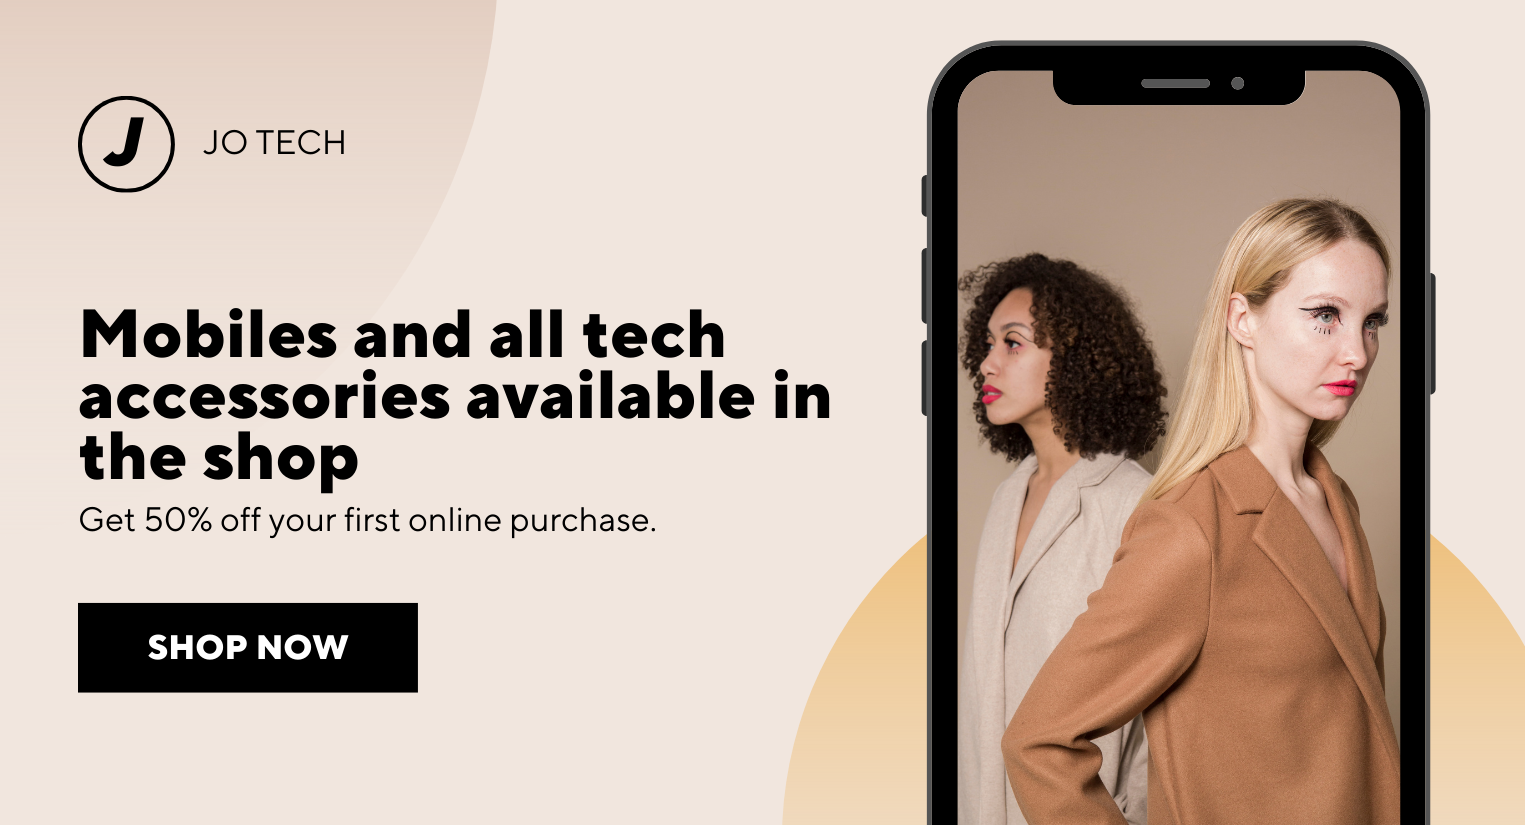 J
JO TECH
Mobiles and all tech
accessories available in
the shop
Get 50% off your first online purchase.
SHOP NOW